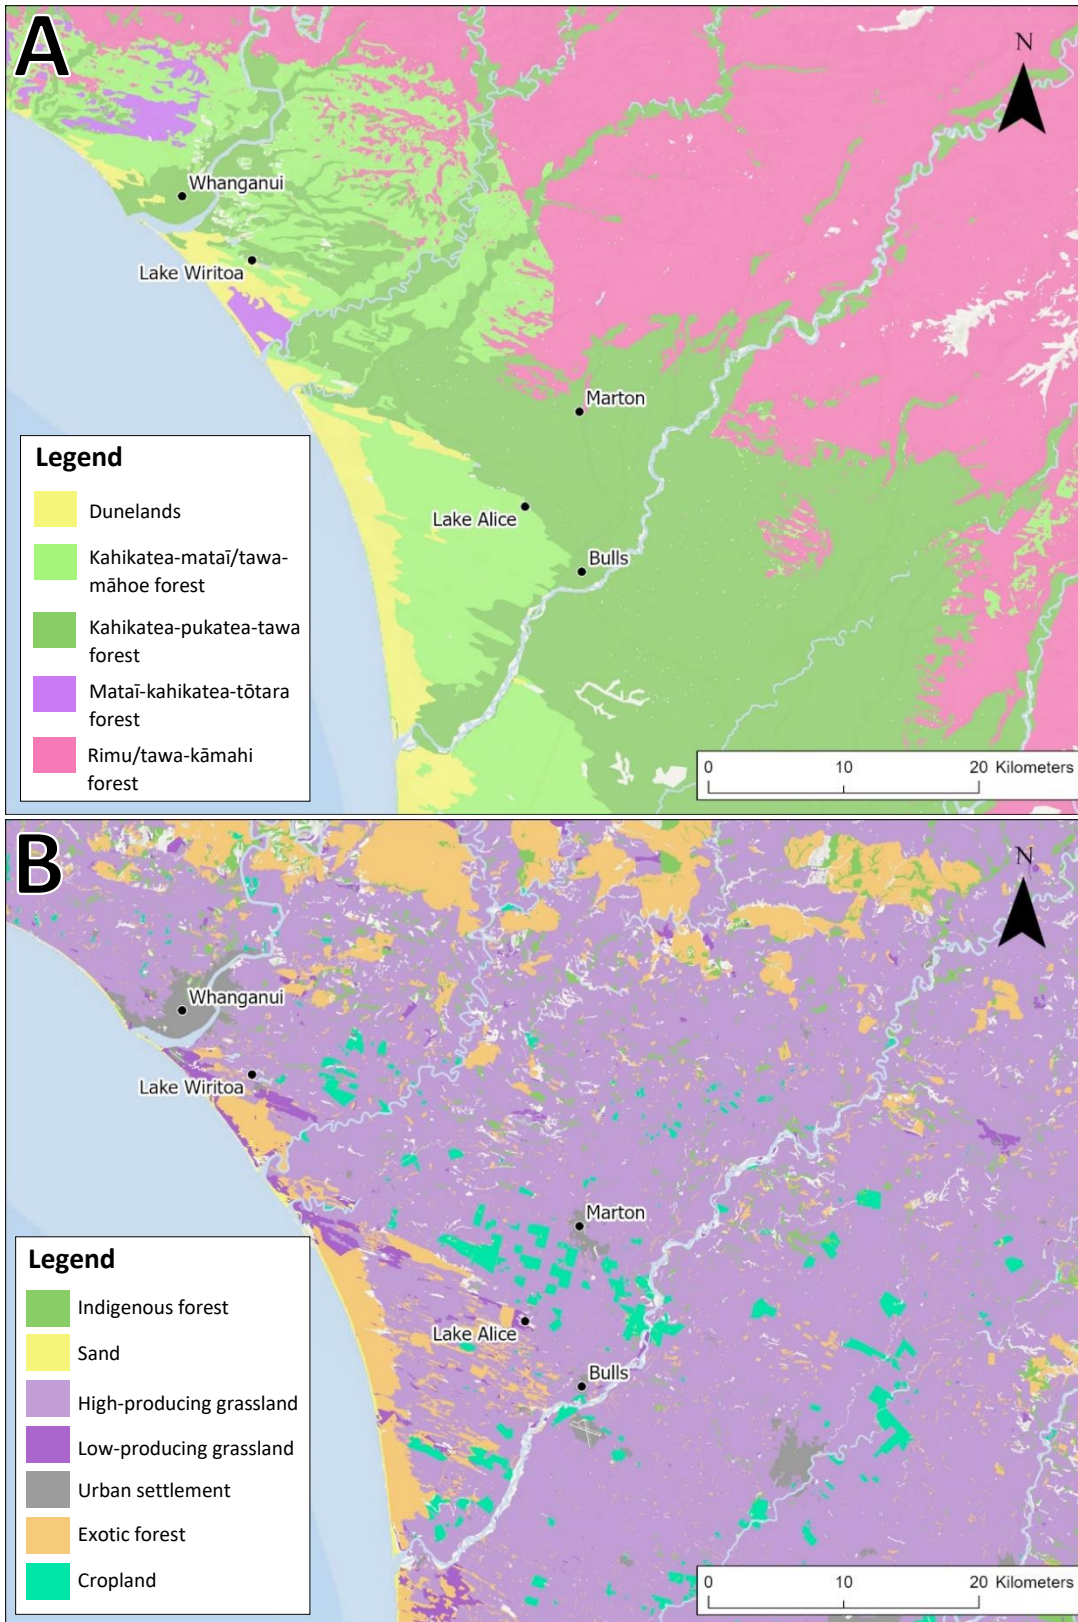 A
N
Whanganui
Lake Wiritoa
Marton
Lake Alice
Bulls
Legend
Dunelands
Kahikatea-mataī/tawa-
māhoe forest
Kahikatea-pukatea-tawa
forest
Mataī-kahikatea-tōtara
forest
Rimu/tawa-kāmahi
forest
0 10 20 Kilometers
B
N
Whanganui
Lake Wiritoa
Marton
Lake Alice
Bulls
Legend
Indigenous forest
Sand
High-producing grassland
Low-producing grassland
Urban settlement
Exotic forest
Cropland
0 10 20 Kilometers